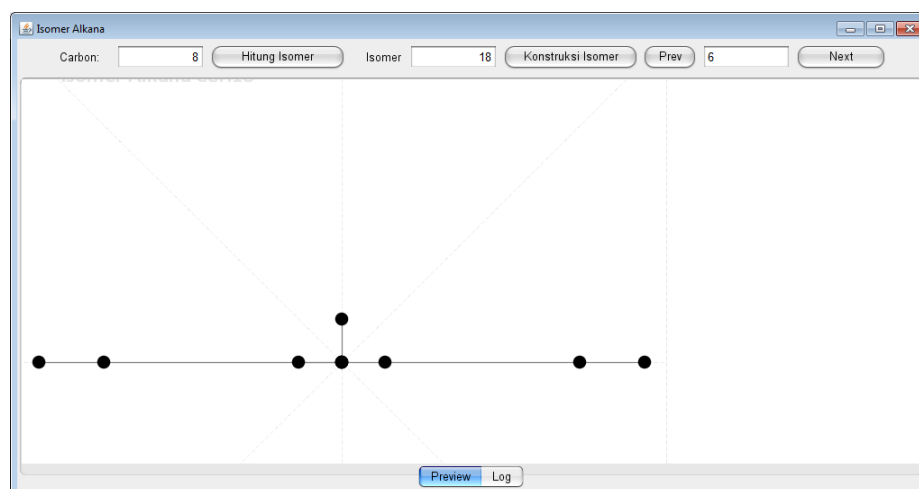 Isomer Alkana
Carbon: 8 Hitung Isomer Isomer 18 Konstruksi Isomer Prev 6 Next
Preview Log